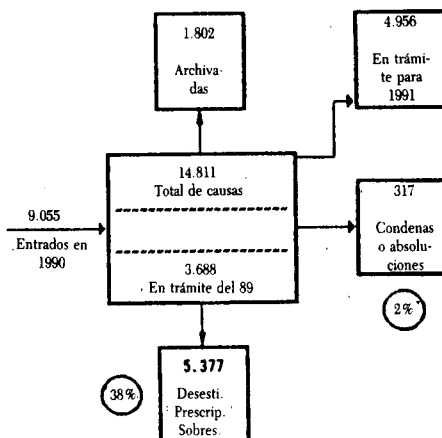 1.802
Archiva-
das
4.956
En trámi-
te para
1991
14.811
Total de causas
9.055
Entrados en
1990
3.688
En trámite del 89
317
Condenas
o absolu-
ciones
2%
5.377
Desesti.
Prescrip.
Sobres.
38%